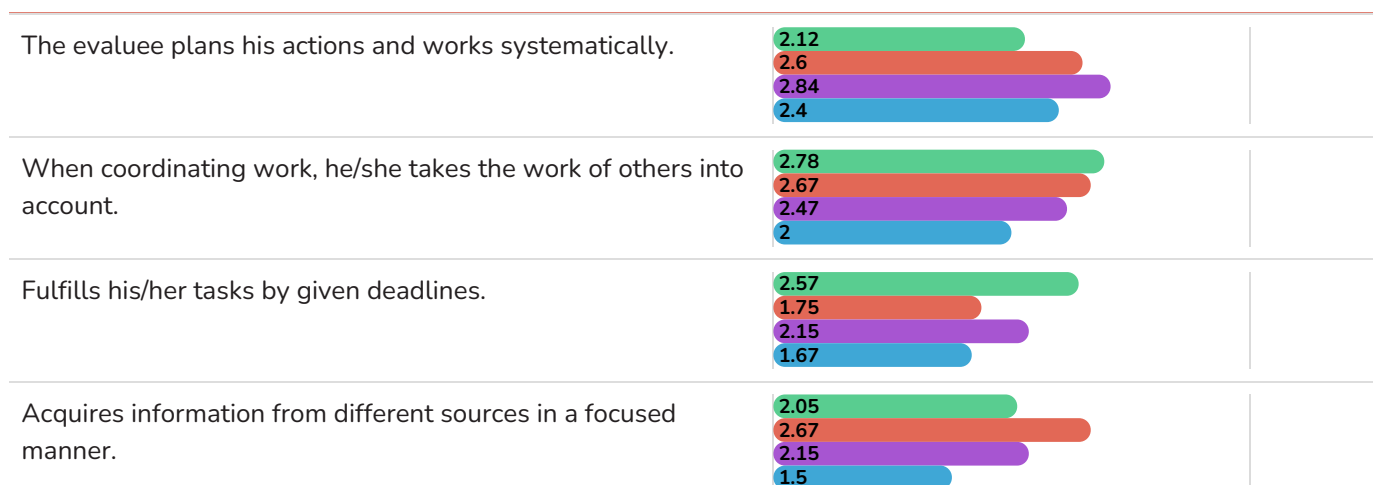 The evaluee plans his actions and works systematically.
2.12
2.6
2.84
2.4
When coordinating work, he/she takes the work of others into
account.
2.78
2.67
2.47
2
Fulfills his/her tasks by given deadlines.
2.57
1.75
2.15
1.67
Acquires information from different sources in a focused
manner.
2.05
2.67
2.15
1.5